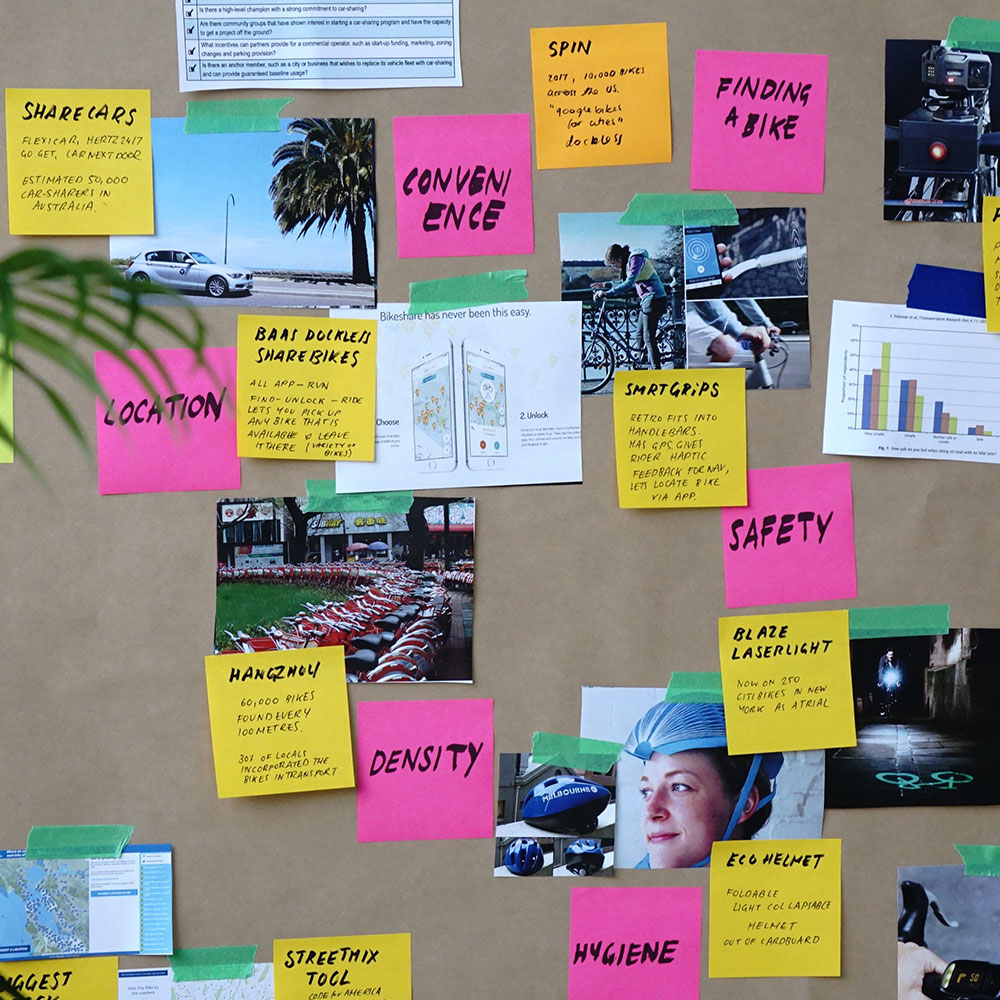 Is there a high-level champion with a strong commitment to car-sharing?
Are there community groups that have shown interest in starting a car-sharing program and have the capacity
to get a project off the ground?
What incentives can partners provide for a commercial operator, such as start-up funding, marketing, zoning
changes and parking provision?
Is there an anchor member, such as a city or business that wishes to replace its vehicle fleet with car-sharing
and can provide guaranteed baseline usage?
SHARECARS
FLEXICAR, HERTZ 24/7
GO GET, CARNEXTDOOR
ESTIMATED 50,000
CAR-SHARERS IN
AUSTRALIA.
CONVENI
ENCE
SPIN
2017, 10,000 BIKES
across the US.
"google bikes
for cities"
dockless
FINDING
A BIKE
LOCATION
BAAS DOCKLESS
SHAREBIKES
ALL APP-RUN
FIND-UNLOCK-RIDE
LETS YOU PICK UP
ANY BIKE THAT IS
AVAILABLE & LEAVE
IT THERE (VARIETY OF
BIKES)
Bikeshare has never been this easy.
Choose
2. Unlock
SMRTGRiPS
RETRO FITS INTO
HANDLEBARS.
HAS GPS, GIVES
RIDER HAPTIC
FEEDBACK FOR NAV,
LETS LOCATE BIKE
VIA APP.
SAFETY
SUBWAY
HANGZHOU
60,000 BIKES
FOUND EVERY
100 METRES.
30% OF LOCALS
INCORPORATED THE
BIKES IN TRANSPORT
DENSITY
BLAZE
LASERLIGHT
NOW ON 250
CITIBIKES IN NEW
YORK AS A TRIAL
MELBOURNE
ECO HELMET
FOLDABLE
LIGHT COLLAPSABLE
HELMET
OUT OF CARDBOARD
HYGIENE
STREETMIX
TOOL
CODE for AMERICA
50